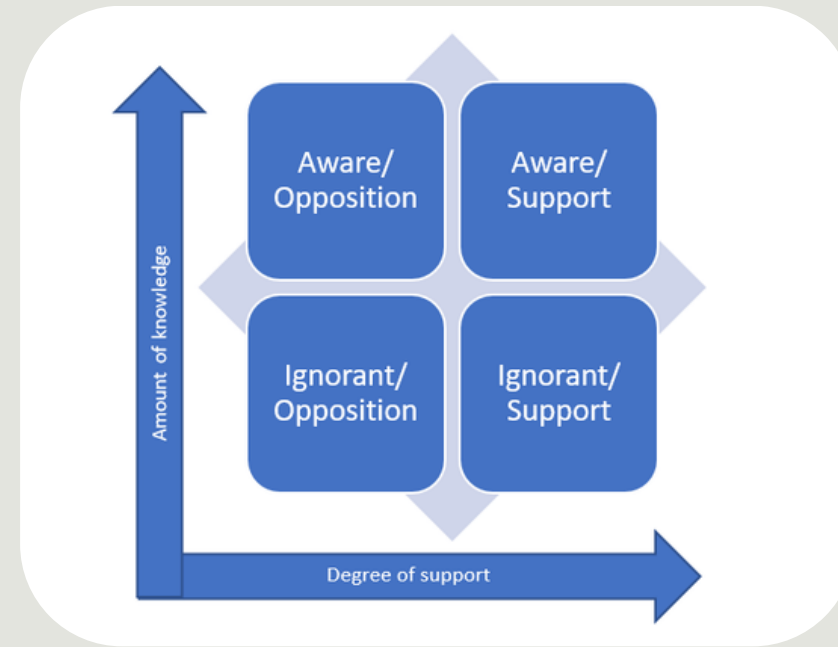 Aware/
Opposition
Aware/
Support
Ignorant/
Opposition
Ignorant/
Support
Amount of knowledge
Degree of support